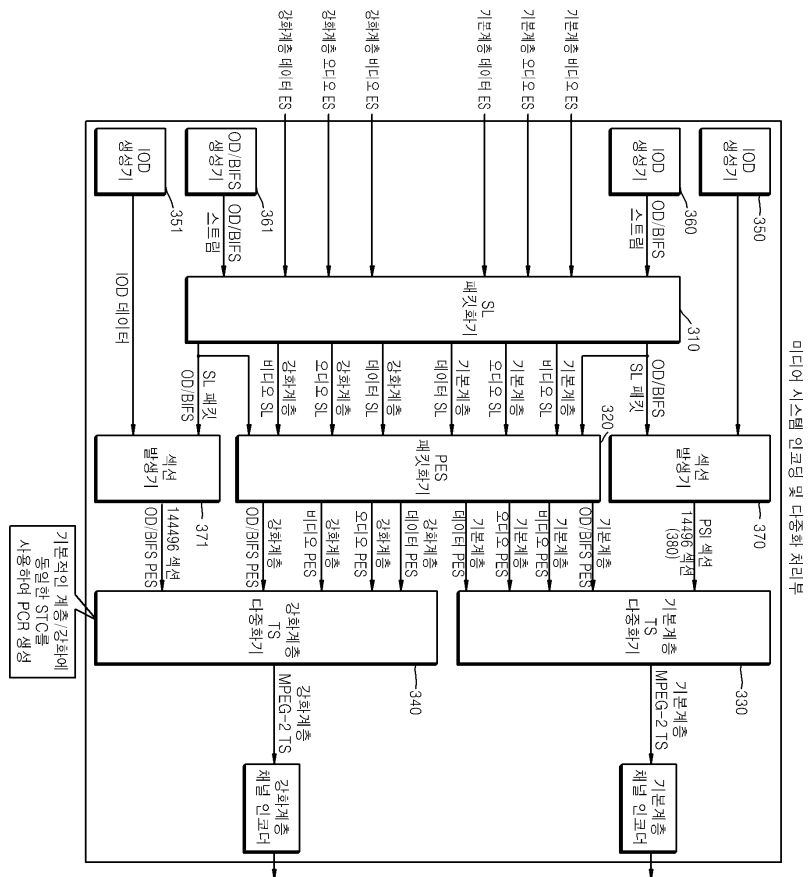 미디어 시스템 인코딩 및 다중화 처리부
기본계층 비디오 ES
기본계층 오디오 ES
기본계층 데이터 ES
강화계층 비디오 ES
강화계층 오디오 ES
강화계층 데이터 ES
IOD
생성기
350
IOD
생성기
360
OD/BIFS
스트림
OD/BIFS
생성기
361
OD/BIFS
스트림
IOD
생성기
351
IOD 데이터
SL
패킷화기
310
OD/BIFS
SL 패킷
기본계층
비디오 SL
기본계층
오디오 SL
기본계층
데이터 SL
강화계층
데이터 SL
강화계층
오디오 SL
강화계층
비디오 SL
SL 패킷
OD/BIFS
섹션
발생기
370
PES
패킷화기
320
섹션
발생기
371
PSI 섹션
14496 섹션
(380)
기본계층
OD/BIFS PES
기본계층
비디오 PES
기본계층
오디오 PES
기본계층
데이터 PES
강화계층
데이터 PES
강화계층
오디오 PES
강화계층
비디오 PES
강화계층
OD/BIFS PES
144496 섹션
OD/BIFS PES
기본계층
TS
다중화기
330
강화계층
TS
다중화기
340
기본계층
MPEG-2 TS
강화계층
MPEG-2 TS
기본계층
채널 인코더
강화계층
채널 인코더
기본적인 계층/강화에
동일한 STC를
사용하여 PCR 생성